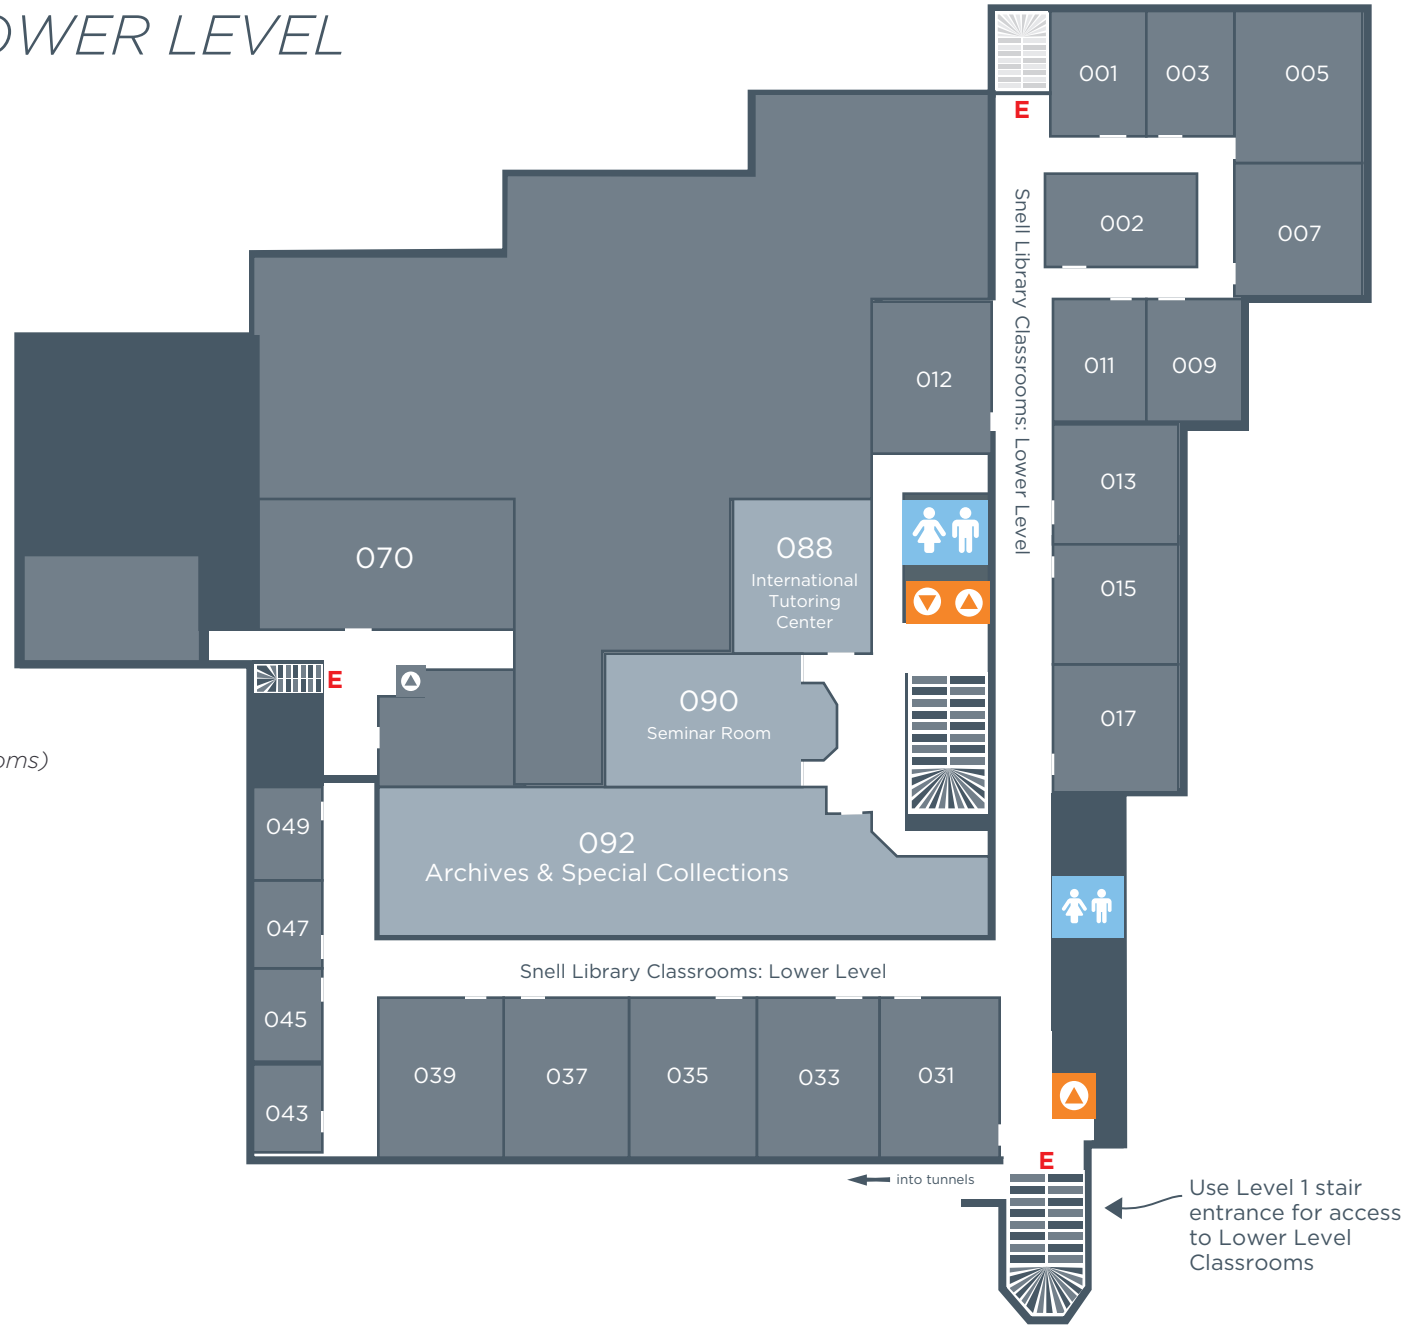 OWER LEVEL
001
003
005
E
002
007
Snell Library Classrooms: Lower Level
012
011
009
013
070
088
International
Tutoring
Center
015
E
090
Seminar Room
017
ooms)
049
092
Archives & Special Collections
047
Snell Library Classrooms: Lower Level
045
039
037
035
033
031
043
E
into tunnels
Use Level 1 stair
entrance for access
to Lower Level
Classrooms